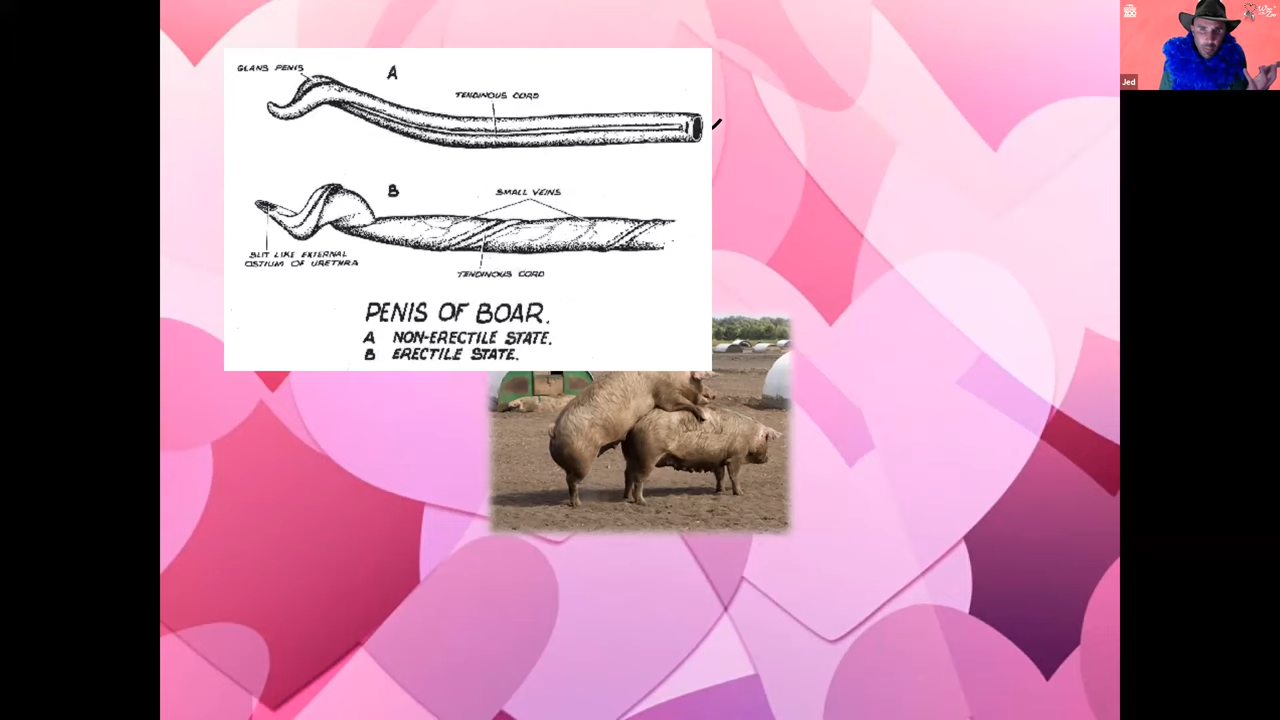 GLANS PENIS
A
TENDINOUS CORD
B
SMALL VEINS
SLIT LIKE EXTERNAL
OSTIUM OF URETHRA
TENDINOUS CORD
PENIS OF BOAR.
A NON-ERECTILE STATE.
B ERECTILE STATE.
Jed